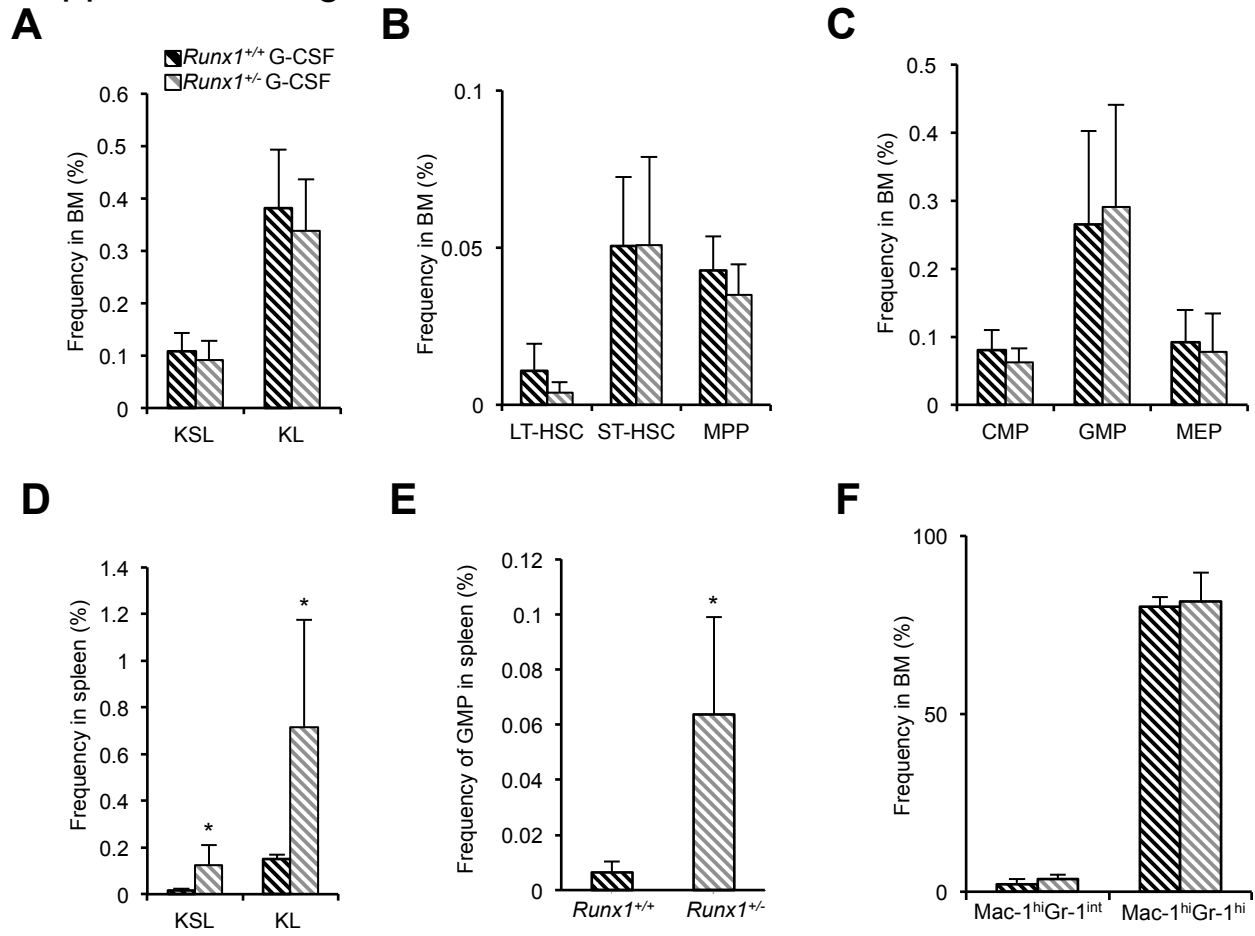 A
Runx1+/+ G-CSF
Runx1+/- G-CSF
Frequency in BM (%)
0.6
0.5
0.4
0.3
0.2
0.1
0
KSL KL
B
Frequency in BM (%)
0.1
0.05
0
LT-HSC ST-HSC MPP
C
Frequency in BM (%)
0.5
0.4
0.3
0.2
0.1
0
CMP GMP MEP
D
Frequency in spleen (%)
1.4
1.2
1
0.8
0.6
0.4
0.2
0
* *
KSL KL
E
Frequency of GMP in spleen (%)
0.12
0.1
0.08
0.06
0.04
0.02
0
*
Runx1+/+ Runx1+/-
F
Frequency in BM (%)
100
50
0
Mac-1hiGr-1int Mac-1hiGr-1hi